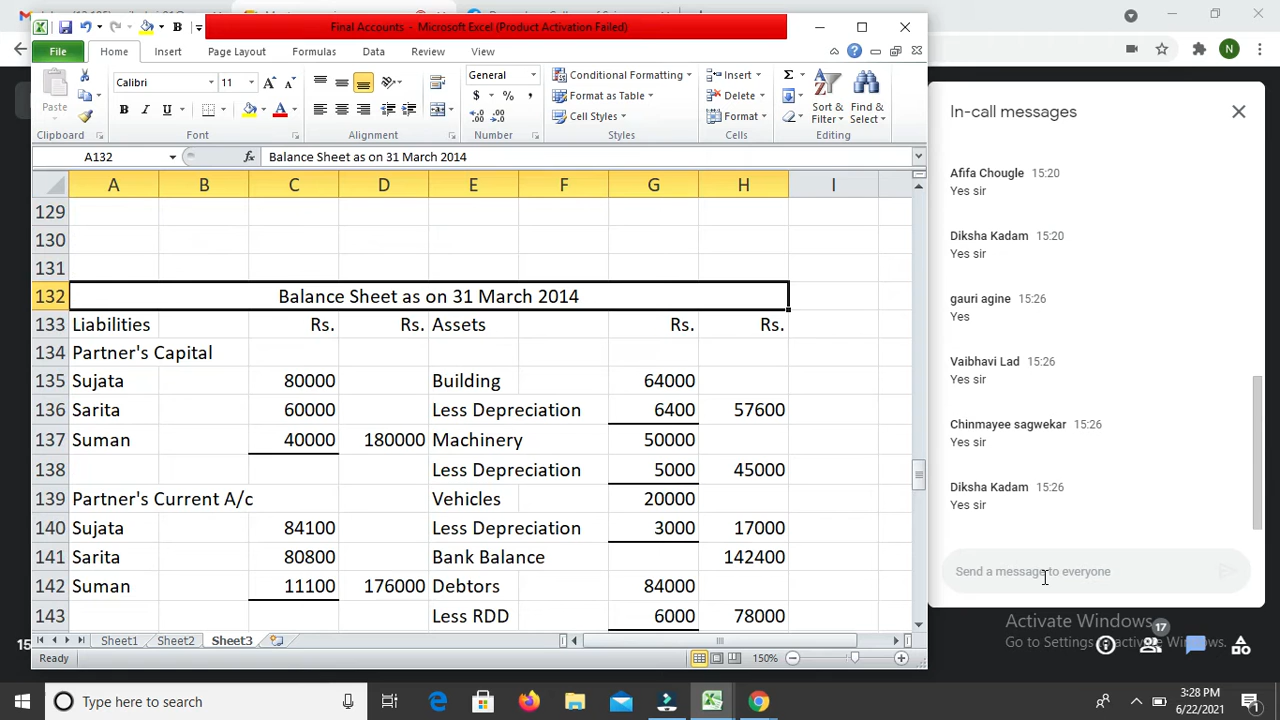 Final Accounts - Microsoft Excel (Product Activation Failed)
File Home Insert Page Layout Formulas Data Review View
Paste
Calibri 11
B I U
General
$ % ,
Conditional Formatting
Format as Table
Cell Styles
Insert
Delete
Format
Sort & Filter
Find & Select
Clipboard Font Alignment Number Styles Cells Editing
A132 fx Balance Sheet as on 31 March 2014
A B C D E F G H I
129
130
131
132 Balance Sheet as on 31 March 2014
133 Liabilities Rs. Rs. Assets Rs. Rs.
134 Partner's Capital
135 Sujata 80000 Building 64000
136 Sarita 60000 Less Depreciation 6400 57600
137 Suman 40000 180000 Machinery 50000
138 Less Depreciation 5000 45000
139 Partner's Current A/c Vehicles 20000
140 Sujata 84100 Less Depreciation 3000 17000
141 Sarita 80800 Bank Balance 142400
142 Suman 11100 176000 Debtors 84000
143 Less RDD 6000 78000
Sheet1 Sheet2 Sheet3
Ready 150%
N
In-call messages
Afifa Chougle 15:20
Yes sir
Diksha Kadam 15:20
Yes sir
gauri agine 15:26
Yes
Vaibhavi Lad 15:26
Yes sir
Chinmayee sagwekar 15:26
Yes sir
Diksha Kadam 15:26
Yes sir
Send a message to everyone
Activate Windows
Go to Settings to activate Windows.
17
15
Type here to search
3:28 PM
6/22/2021
1